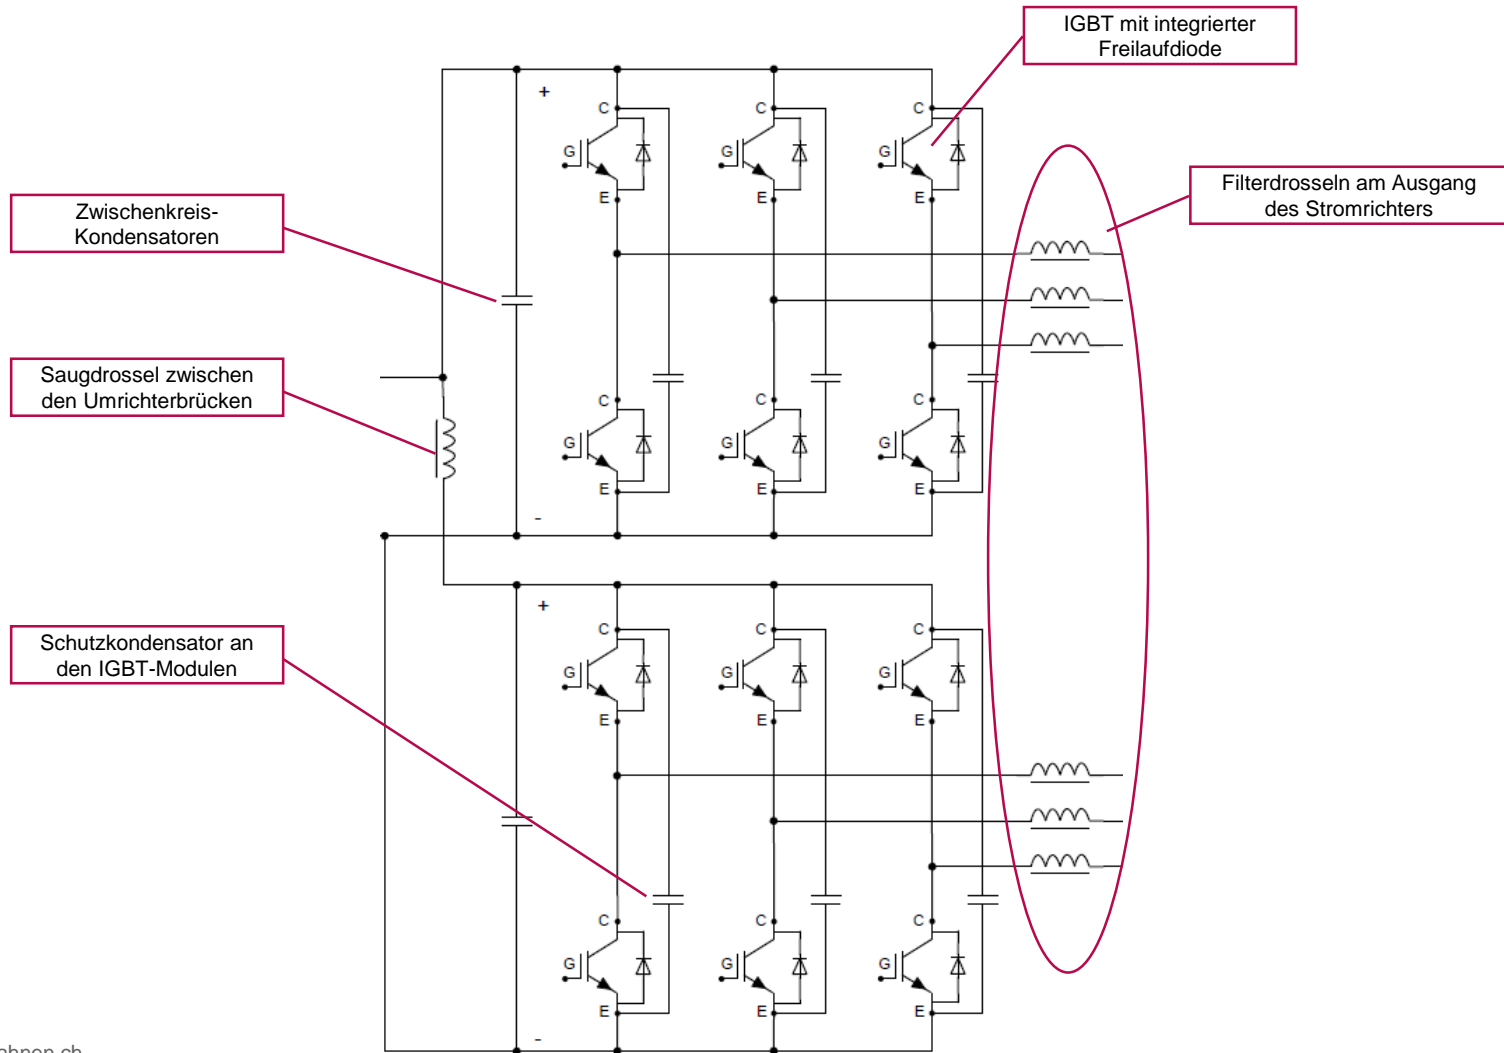 IGBT mit integrierter
Freilaufdiode
Filterdrosseln am Ausgang
des Stromrichters
Zwischenkreis-
Kondensatoren
Saugdrossel zwischen
den Umrichterbrücken
Schutzkondensator an
den IGBT-Modulen
+
C C C
G G G
E E E
C C C
G G G
E E E
-
+
C C C
G G G
E E E
C C C
G G G
E E E
-